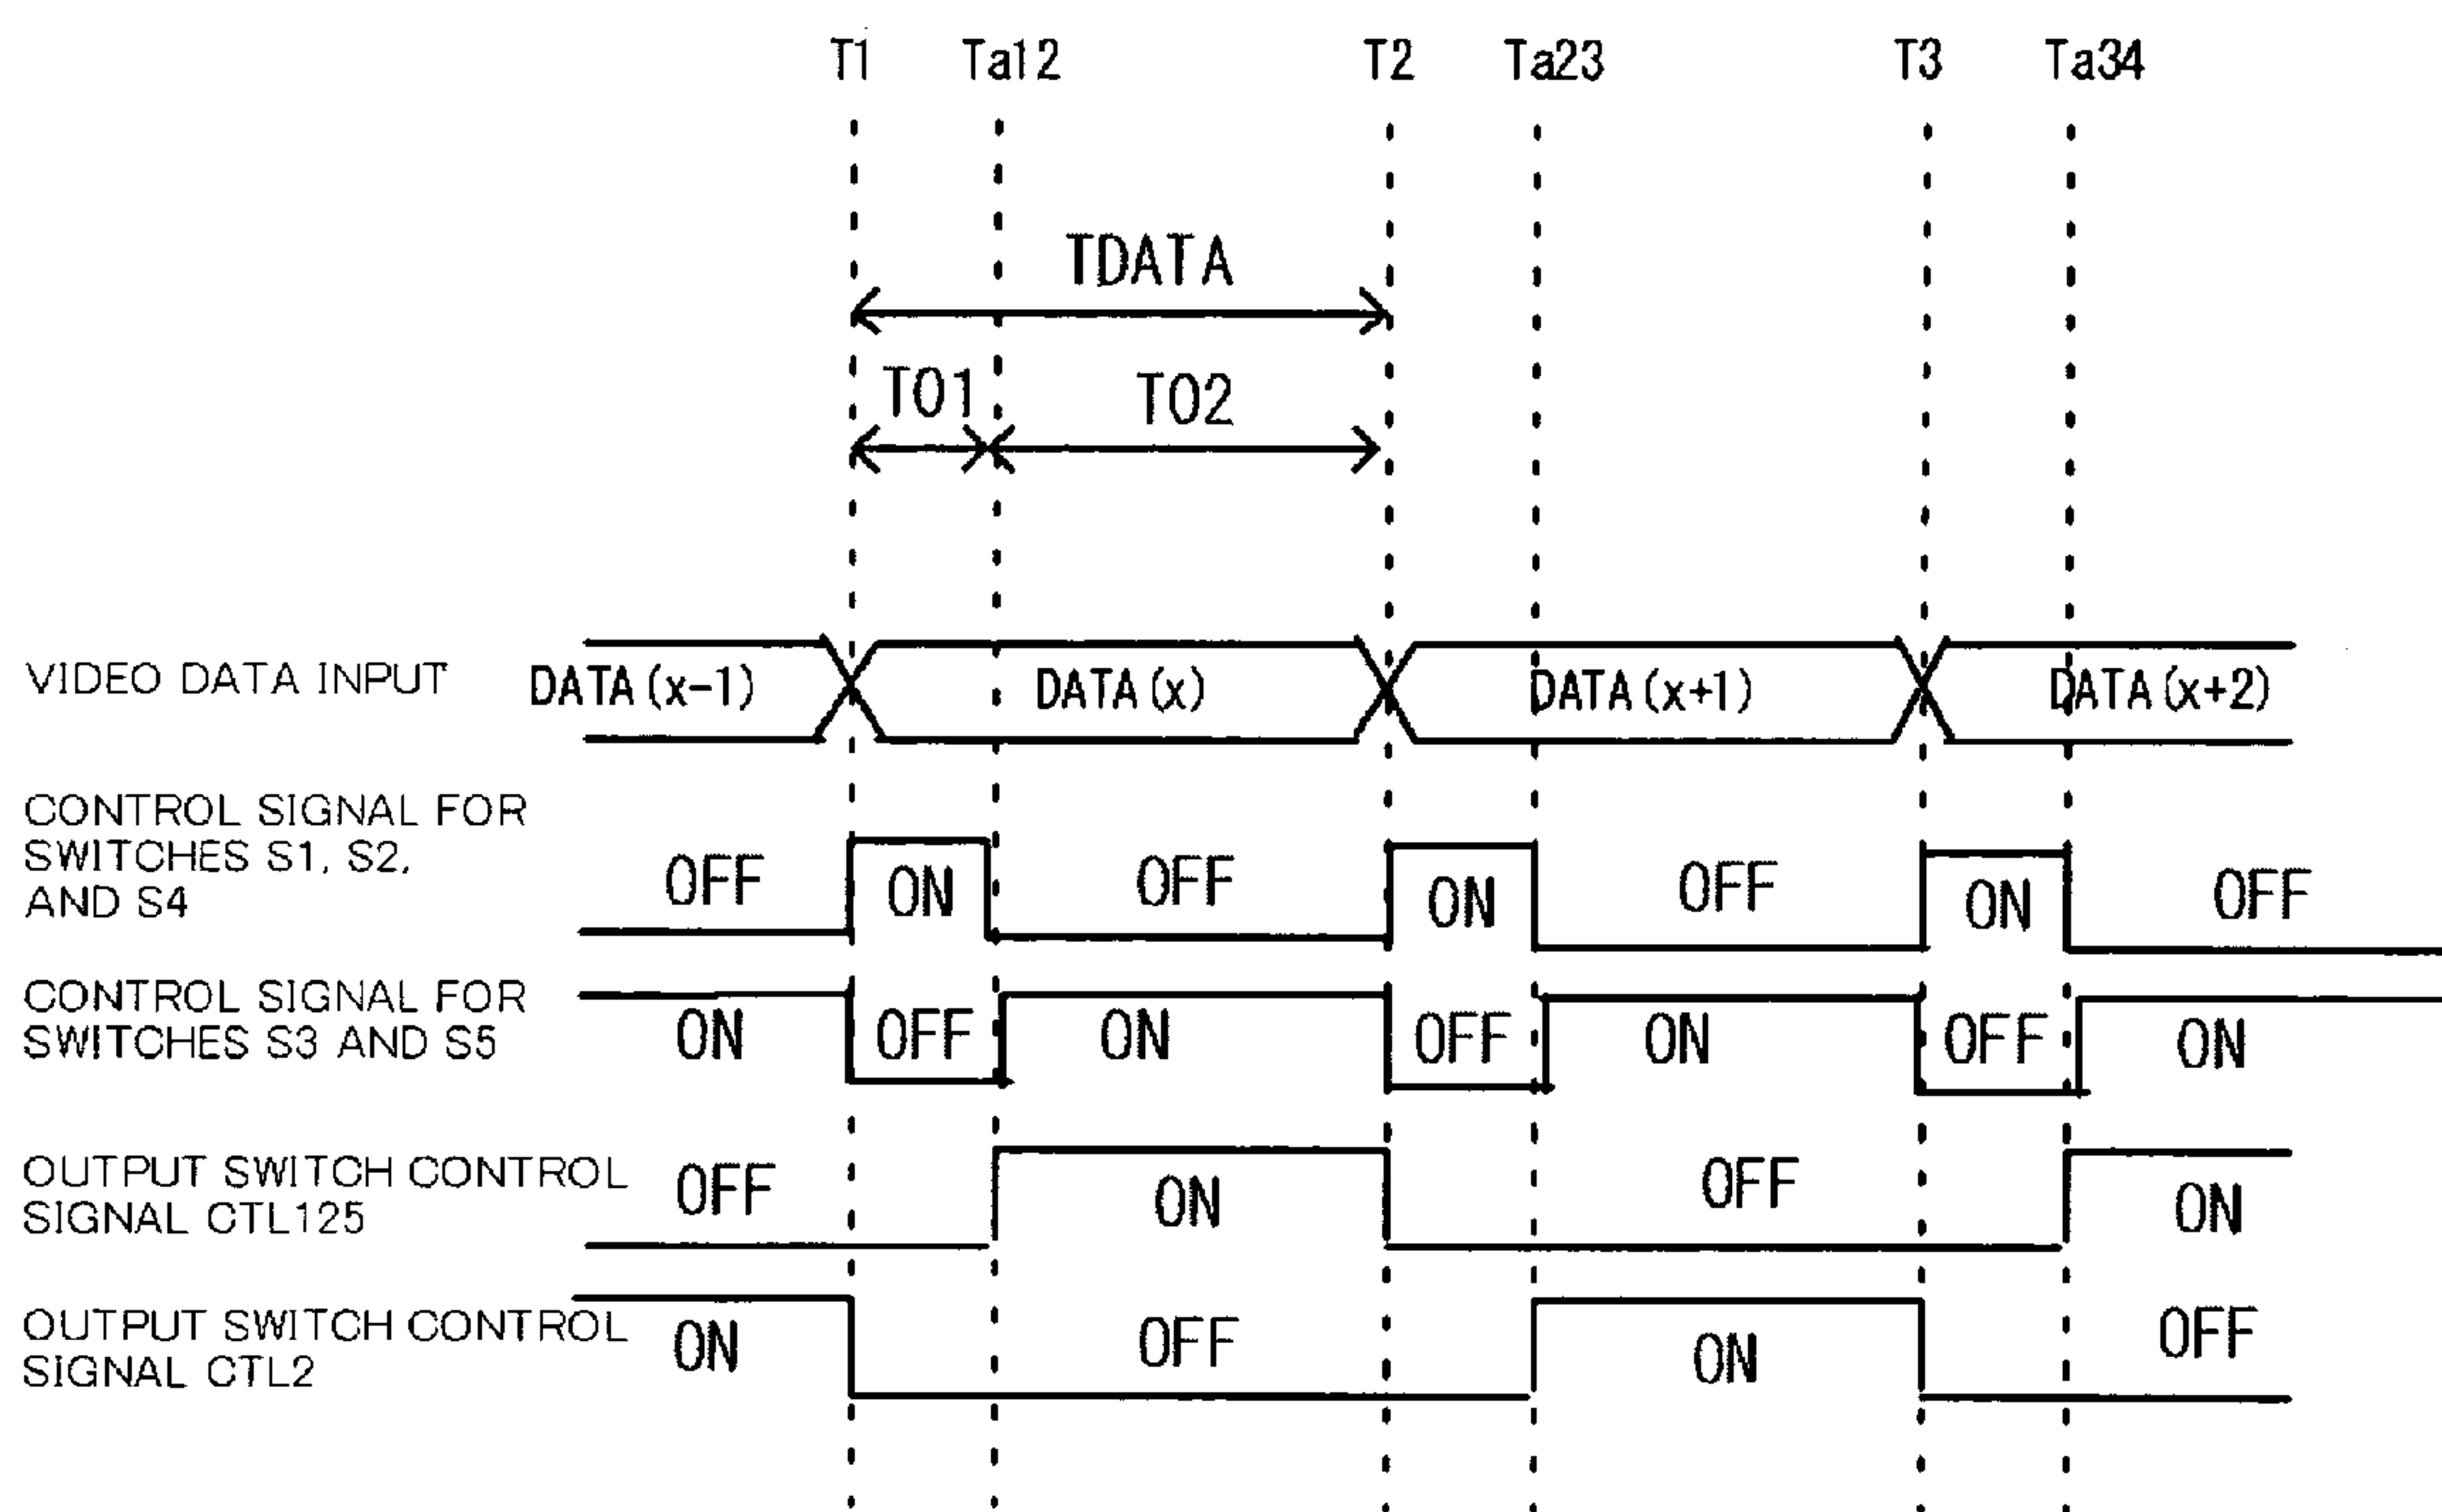 T1 Ta12 T2 Ta23 T3 Ta34
TDATA
T01 T02
VIDEO DATA INPUT DATA(x-1) DATA(x) DATA(x+1) DATA(x+2)
CONTROL SIGNAL FOR
SWITCHES S1, S2,
AND S4
OFF ON OFF ON OFF ON OFF
CONTROL SIGNAL FOR
SWITCHES S3 AND S5
ON OFF ON OFF ON OFF ON
OUTPUT SWITCH CONTROL
SIGNAL CTL125
OFF ON OFF ON
OUTPUT SWITCH CONTROL
SIGNAL CTL2
ON OFF ON OFF